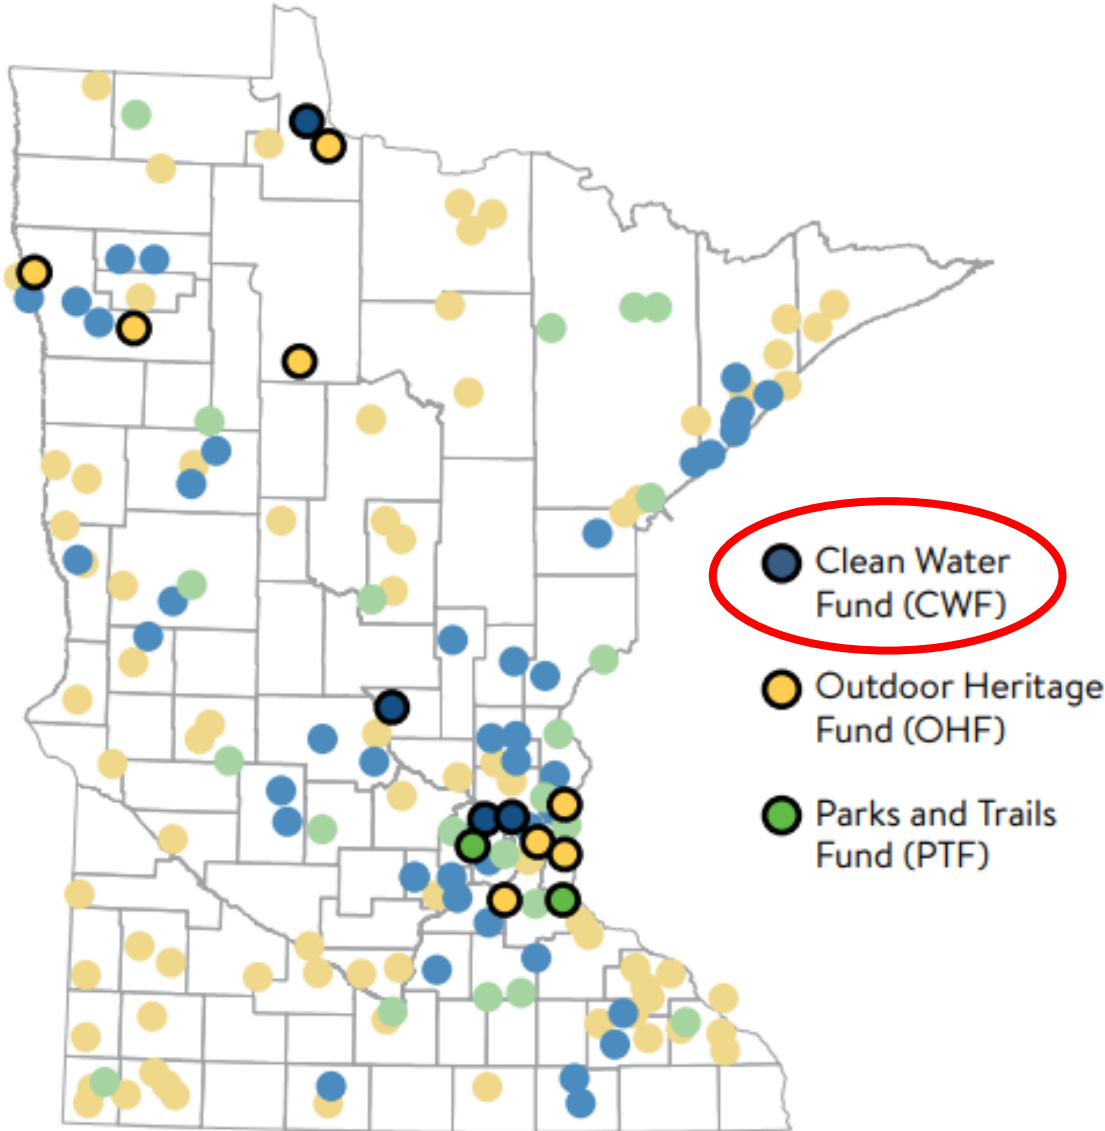 Clean Water
Fund (CWF)
Outdoor Heritage
Fund (OHF)
Parks and Trails
Fund (PTF)